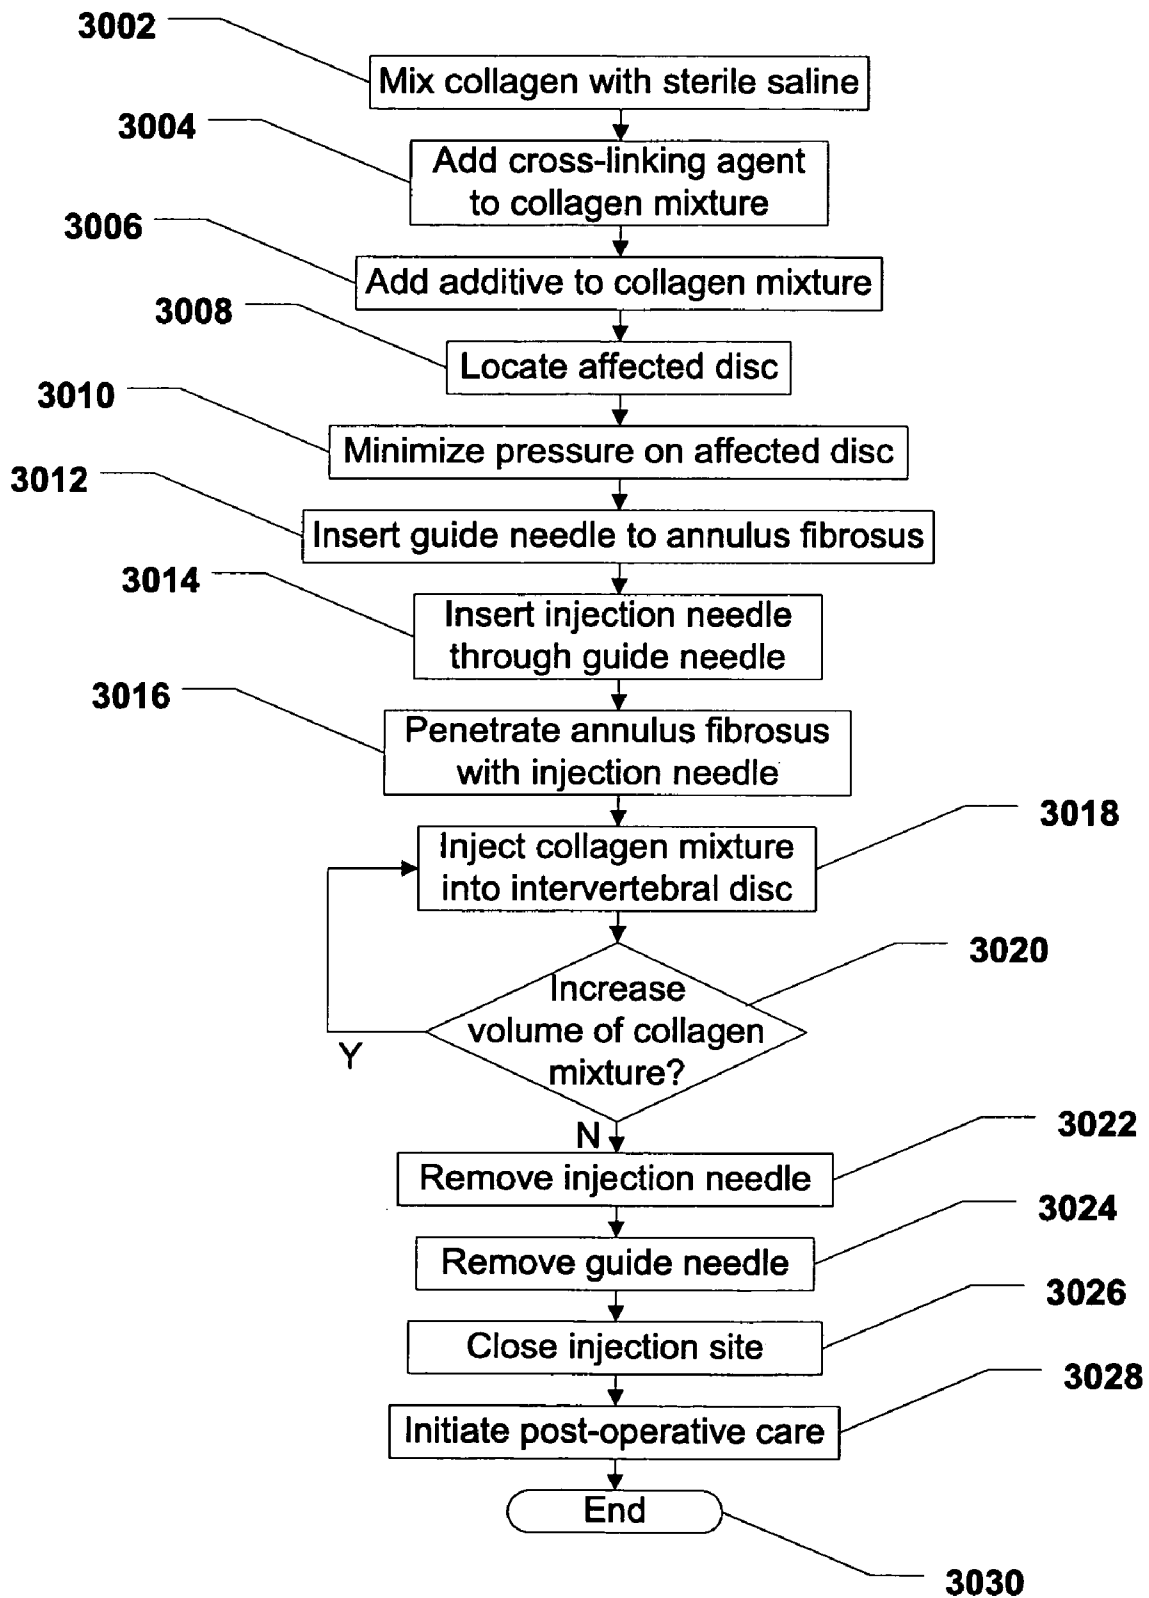 3002
Mix collagen with sterile saline
3004
Add cross-linking agent
to collagen mixture
3006
Add additive to collagen mixture
3008
Locate affected disc
3010
Minimize pressure on affected disc
3012
Insert guide needle to annulus fibrosus
3014
Insert injection needle
through guide needle
3016
Penetrate annulus fibrosus
with injection needle
3018
Inject collagen mixture
into intervertebral disc
3020
Increase
volume of collagen
mixture?
Y
N
3022
Remove injection needle
3024
Remove guide needle
3026
Close injection site
3028
Initiate post-operative care
End
3030